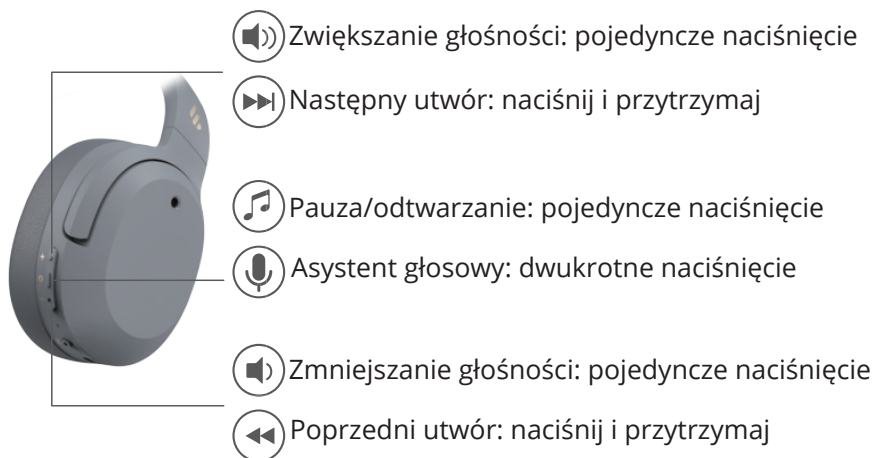 Zwiększanie głośności: pojedyncze naciśnięcie
Następny utwór: naciśnij i przytrzymaj
Pauza/odtwarzanie: pojedyncze naciśnięcie
Asystent głosowy: dwukrotne naciśnięcie
Zmniejszanie głośności: pojedyncze naciśnięcie
Poprzedni utwór: naciśnij i przytrzymaj